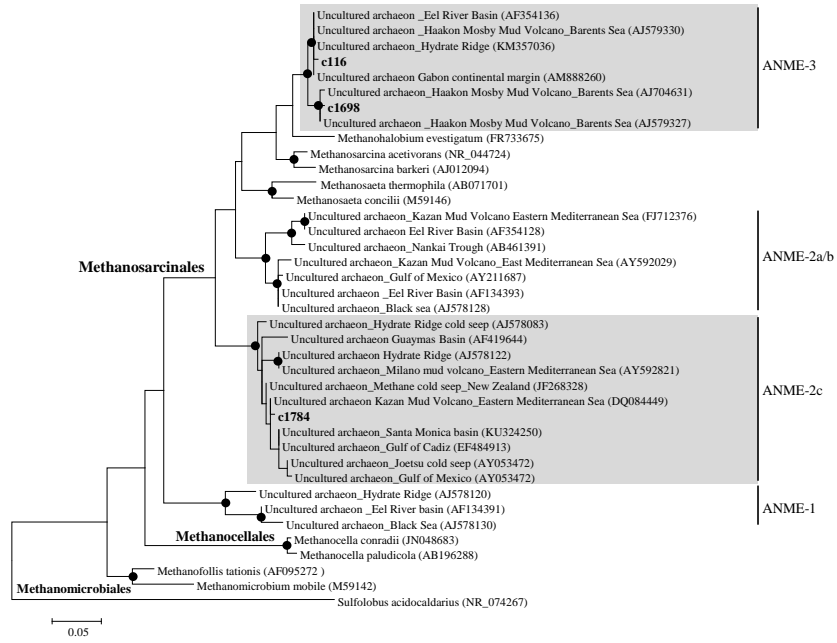 Uncultured archaeon _Eel River Basin (AF354136)
Uncultured archaeon _Haakon Mosby Mud Volcano_Barents Sea (AJ579330)
Uncultured archaeon_Hydrate Ridge (KM357036)
c116
Uncultured archaeon Gabon continental margin (AM888260)
Uncultured archaeon_Haakon Mosby Mud Volcano_Barents Sea (AJ704631)
c1698
Uncultured archaeon _Haakon Mosby Mud Volcano_Barents Sea (AJ579327)
ANME-3
Methanohalobium evestigatum (FR733675)
Methanosarcina acetivorans (NR_044724)
Methanosarcina barkeri (AJ012094)
Methanosaeta thermophila (AB071701)
Methanosaeta concilii (M59146)
Uncultured archaeon_Kazan Mud Volcano Eastern Mediterranean Sea (FJ712376)
Uncultured archaeon Eel River Basin (AF354128)
Uncultured archaeon_Nankai Trough (AB461391)
Uncultured archaeon_Kazan Mud Volcano_East Mediterranean Sea (AY592029)
Uncultured archaeon_Gulf of Mexico (AY211687)
Uncultured archaeon _Eel River Basin (AF134393)
Uncultured archaeon_Black sea (AJ578128)
ANME-2a/b
Methanosarcinales
Uncultured archaeon_Hydrate Ridge cold seep (AJ578083)
Uncultured archaeon Guaymas Basin (AF419644)
Uncultured archaeon Hydrate Ridge (AJ578122)
Uncultured archaeon_Milano mud volcano_Eastern Mediterranean Sea (AY592821)
Uncultured archaeon_Methane cold seep_New Zealand (JF268328)
Uncultured archaeon Kazan Mud Volcano_Eastern Mediterranean Sea (DQ084449)
c1784
Uncultured archaeon_Santa Monica basin (KU324250)
Uncultured archaeon_Gulf of Cadiz (EF484913)
Uncultured archaeon_Joetsu cold seep (AY053472)
Uncultured archaeon_Gulf of Mexico (AY053472)
ANME-2c
Uncultured archaeon_Hydrate Ridge (AJ578120)
Uncultured archaeon _Eel River basin (AF134391)
Uncultured archaeon_Black Sea (AJ578130)
ANME-1
Methanocellales
Methanocella conradii (JN048683)
Methanocella paludicola (AB196288)
Methanofollis tationis (AF095272 )
Methanomicrobiales
Methanomicrobium mobile (M59142)
Sulfolobus acidocaldarius (NR_074267)
0.05